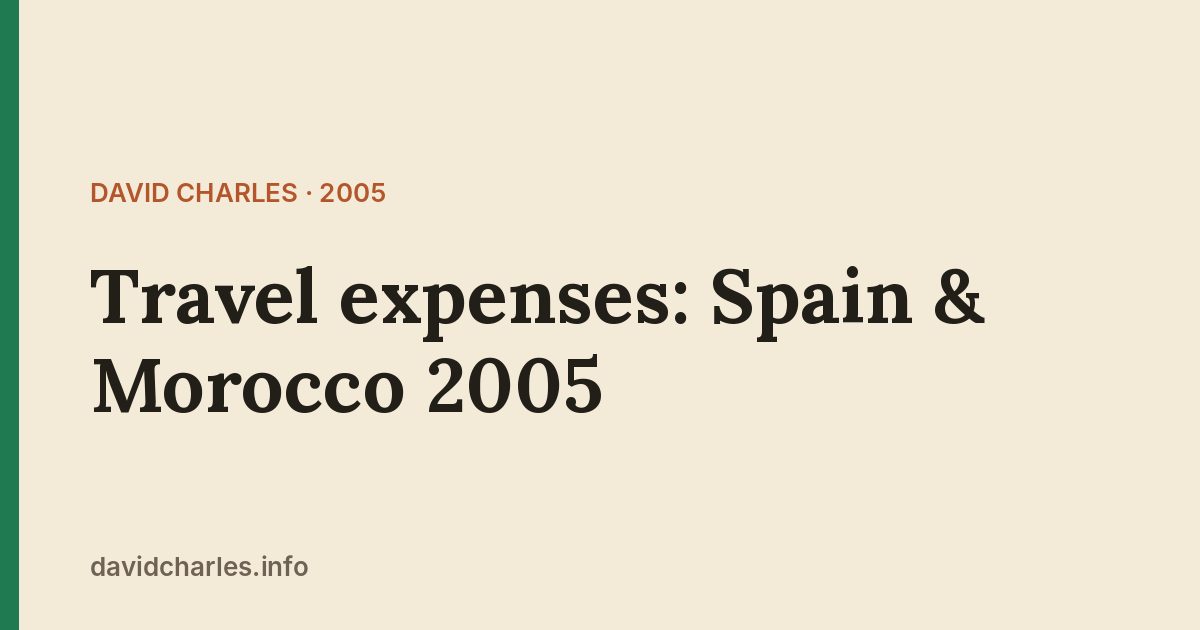 DAVID CHARLES · 2005
Travel expenses: Spain &
Morocco 2005
davidcharles.info